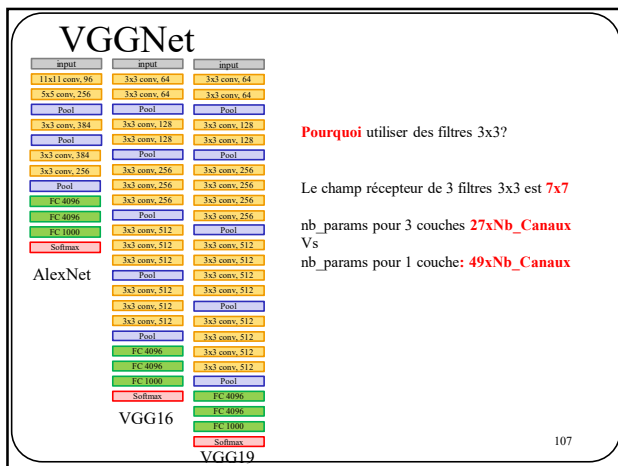 VGGNet
input
11x11 conv, 96
5x5 conv, 256
Pool
3x3 conv, 384
Pool
3x3 conv, 384
3x3 conv, 256
Pool
FC 4096
FC 4096
FC 1000
Softmax
AlexNet
input
3x3 conv, 64
3x3 conv, 64
Pool
3x3 conv, 128
3x3 conv, 128
Pool
3x3 conv, 256
3x3 conv, 256
3x3 conv, 256
Pool
3x3 conv, 512
3x3 conv, 512
3x3 conv, 512
Pool
3x3 conv, 512
3x3 conv, 512
3x3 conv, 512
Pool
FC 4096
FC 4096
FC 1000
Softmax
VGG16
input
3x3 conv, 64
3x3 conv, 64
Pool
3x3 conv, 128
3x3 conv, 128
Pool
3x3 conv, 256
3x3 conv, 256
3x3 conv, 256
3x3 conv, 256
Pool
3x3 conv, 512
3x3 conv, 512
3x3 conv, 512
3x3 conv, 512
Pool
3x3 conv, 512
3x3 conv, 512
3x3 conv, 512
3x3 conv, 512
Pool
FC 4096
FC 4096
FC 1000
Softmax
VGG19
Pourquoi utiliser des filtres 3x3?
Le champ récepteur de 3 filtres 3x3 est 7x7
nb_params pour 3 couches 27xNb_Canaux
Vs
nb_params pour 1 couche: 49xNb_Canaux
107